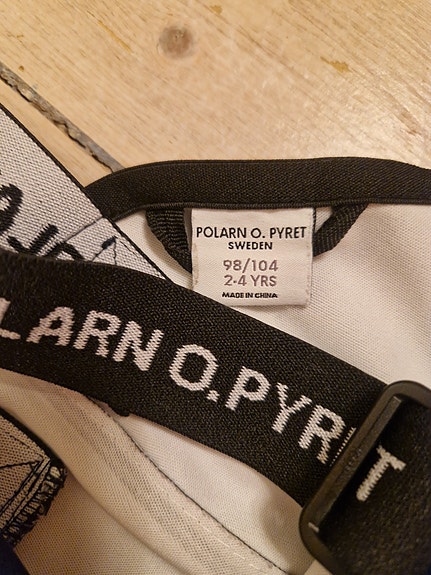 POLARN O. PYRET
SWEDEN
98/104
2-4 YRS
MADE IN CHINA
LARN O.PYRET